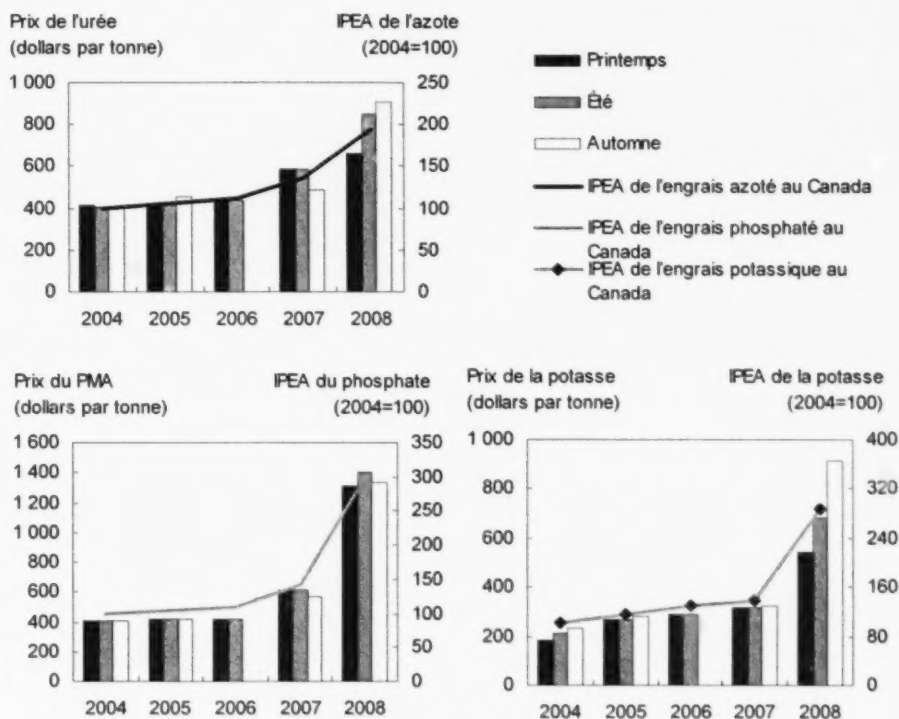 Prix de l'urée
(dollars par tonne)
IPEA de l'azote
(2004=100)
1 000
800
600
400
200
0
250
200
150
100
50
0
2004 2005 2006 2007 2008
Printemps
Été
Automne
IPEA de l'engrais azoté au Canada
IPEA de l'engrais phosphaté au
Canada
IPEA de l'engrais potassique au
Canada
Prix du PMA
(dollars par tonne)
IPEA du phosphate
(2004=100)
1 600
1 400
1 200
1 000
800
600
400
200
0
350
300
250
200
150
100
50
0
2004 2005 2006 2007 2008
Prix de la potasse
(dollars par tonne)
IPEA de la potasse
(2004=100)
1 000
800
600
400
200
0
400
320
240
160
80
0
2004 2005 2006 2007 2008